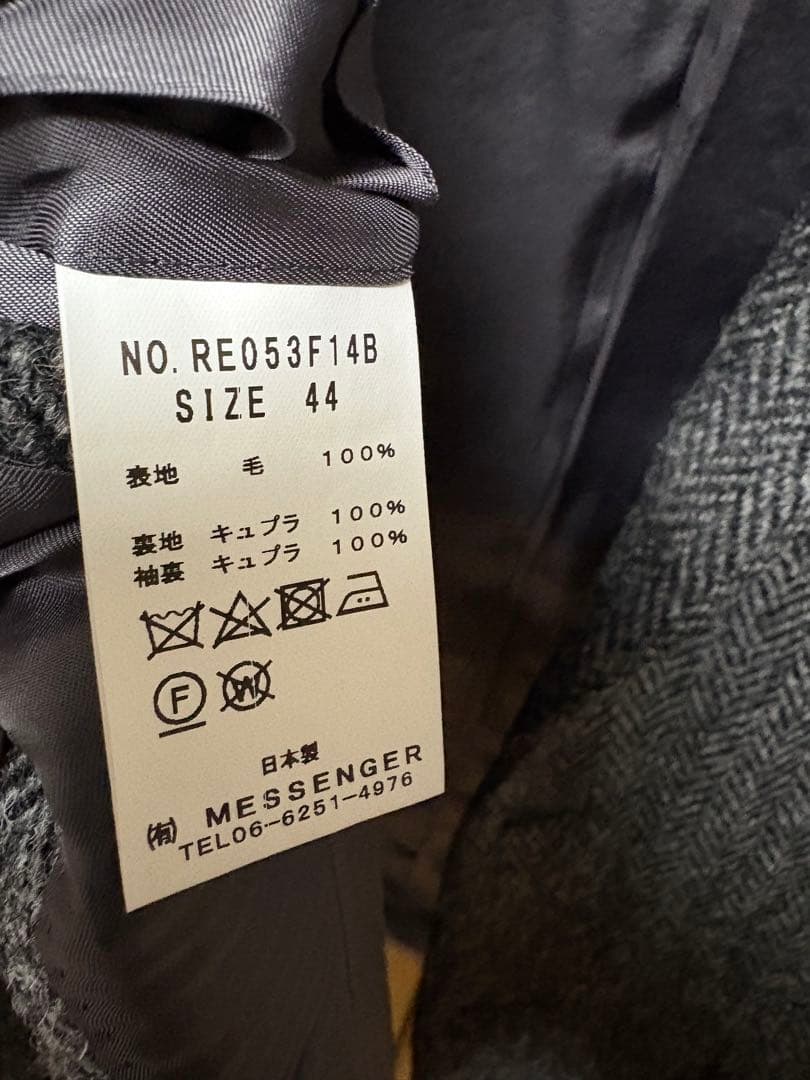 NO. RE053F14B
SIZE 44
表地 毛 100%
裏地 キュプラ 100%
袖裏 キュプラ 100%
F W
日本製
(有) MESSENGER
TEL06-6251-4976